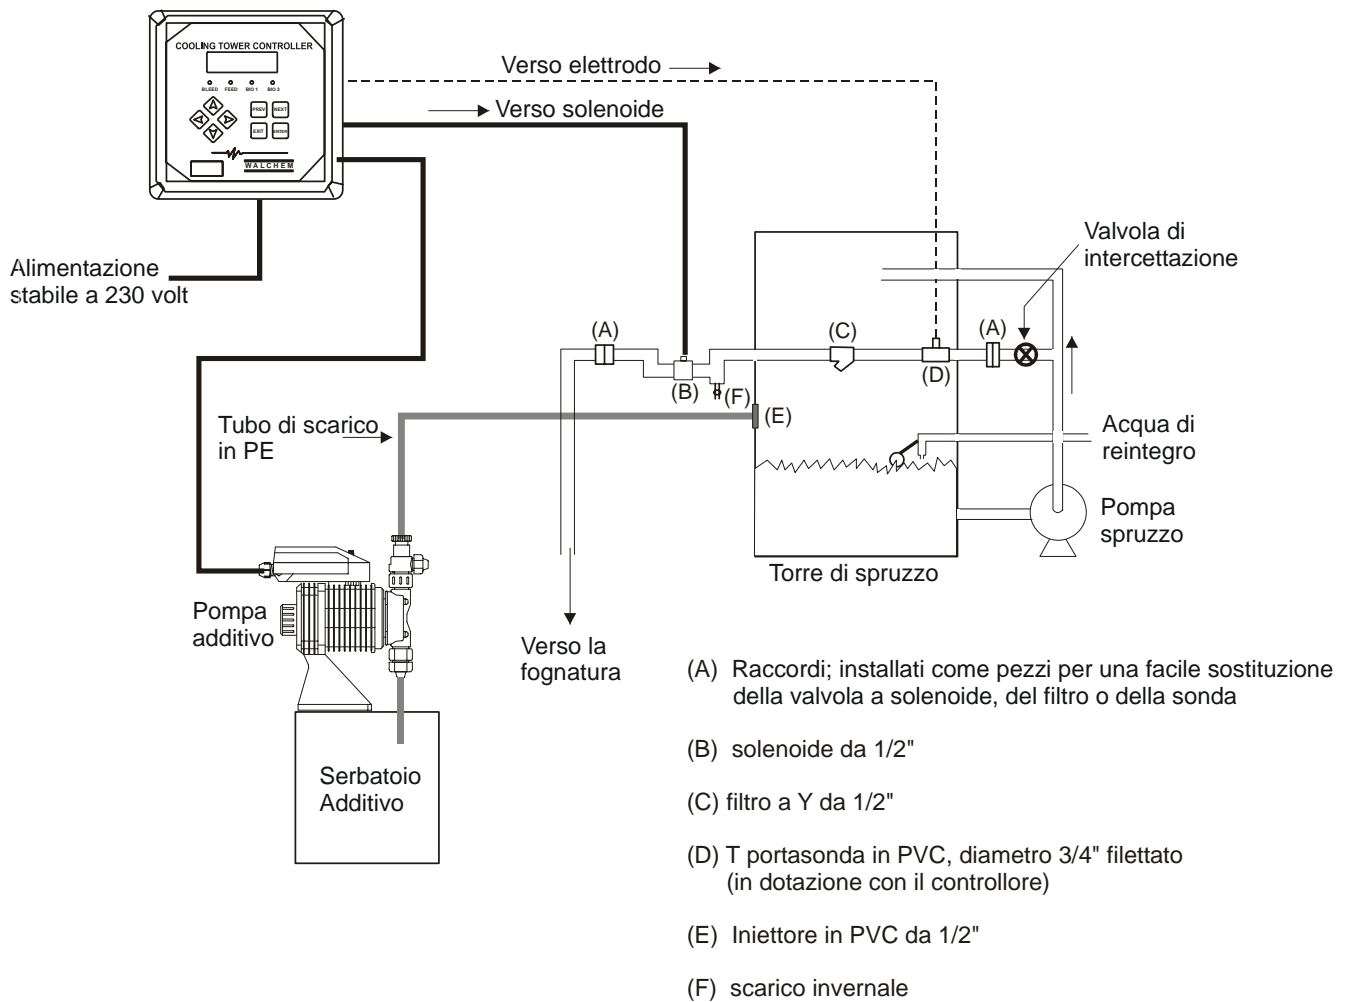 COOLING TOWER CONTROLLER
BLEED FEED BIO 1 BIO 2
PREV NEXT
EXIT ENTER
WALCHEM
Verso elettrodo
Verso solenoide
Alimentazione
stabile a 230 volt
Valvola di
intercettazione
(A)
(C)
(A)
(B)
(F)
(D)
(E)
Tubo di scarico
in PE
Acqua di
reintegro
Pompa
spruzzo
Torre di spruzzo
Pompa
additivo
Verso la
fognatura
Serbatoio
Additivo
(A) Raccordi; installati come pezzi per una facile sostituzione
della valvola a solenoide, del filtro o della sonda
(B) solenoide da 1/2"
(C) filtro a Y da 1/2"
(D) T portasonda in PVC, diametro 3/4" filettato
(in dotazione con il controllore)
(E) Iniettore in PVC da 1/2"
(F) scarico invernale